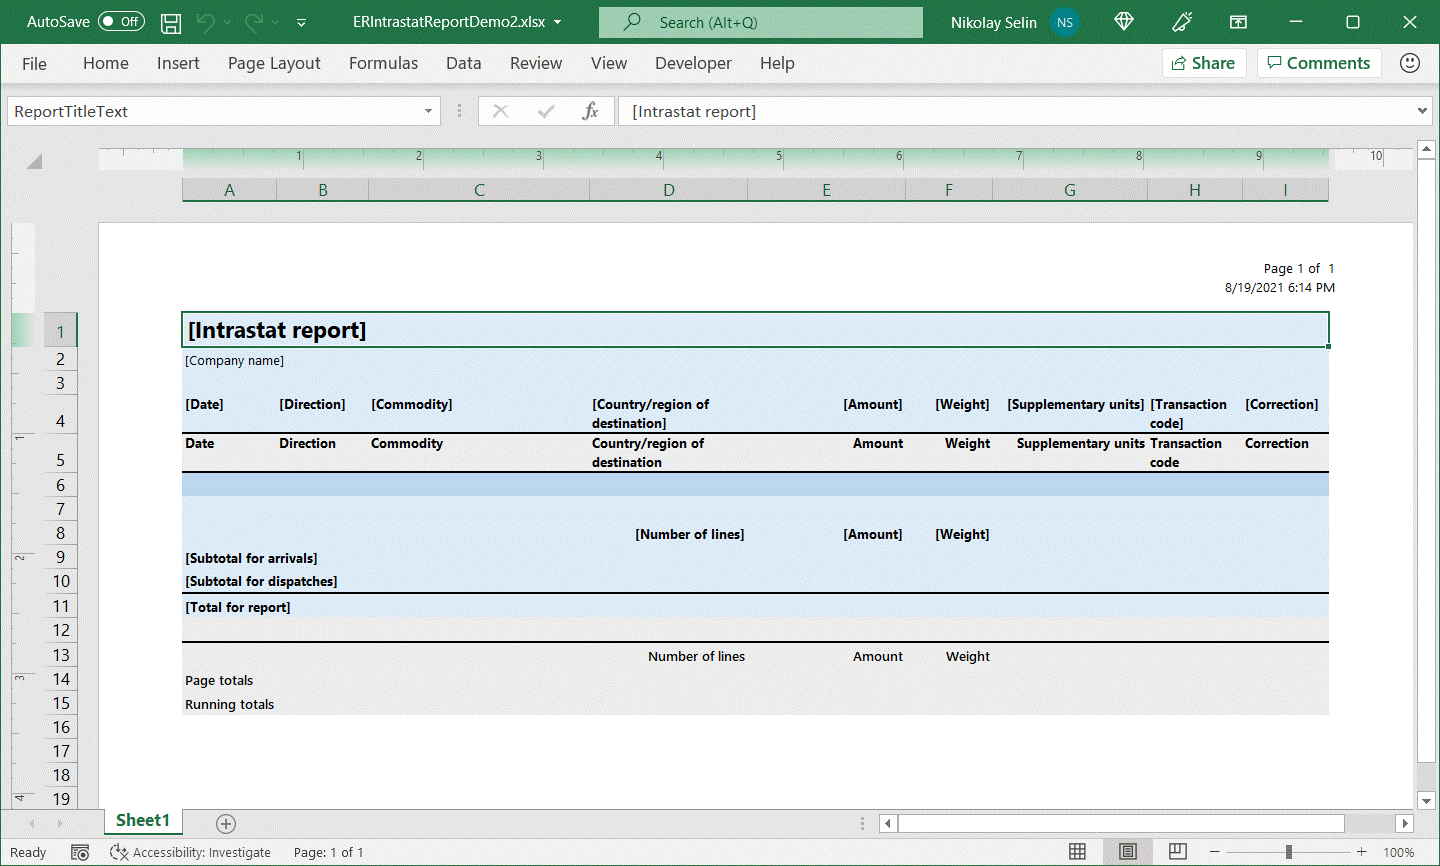 AutoSave Off ERIntrastatReportDemo2.xlsx Search (Alt+Q) Nikolay Selin NS
File Home Insert Page Layout Formulas Data Review View Developer Help Share Comments
ReportTitleText fx [Intrastat report]
1 2 3 4 5 6 7 8 9 10
A B C D E F G H I
Page 1 of 1
8/19/2021 6:14 PM
1 [Intrastat report]
2 [Company name]
3
[Date] [Direction] [Commodity] [Country/region of [Amount] [Weight] [Supplementary units] [Transaction [Correction]
4 destination] code]
1 Date Direction Commodity Country/region of Amount Weight Supplementary units Transaction Correction
5 destination code
6
7
8 [Number of lines] [Amount] [Weight]
2 9 [Subtotal for arrivals]
10 [Subtotal for dispatches]
11 [Total for report]
12
13 Number of lines Amount Weight
3 14 Page totals
15 Running totals
16
17
18
4 19
Sheet1
Ready Accessibility: Investigate Page: 1 of 1 100%